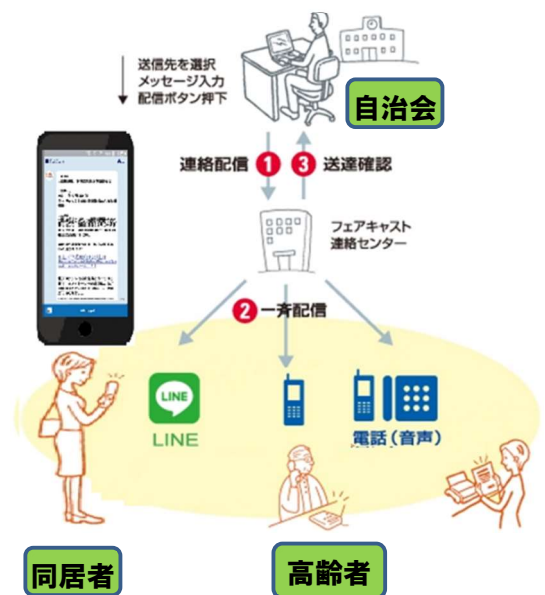 送信先を選択
メッセージ入力
配信ボタン押下
自治会
連絡配信 1
3 送達確認
フェアキャスト
連絡センター
2 一斉配信
LINE
LINE
電話(音声)
同居者
高齢者